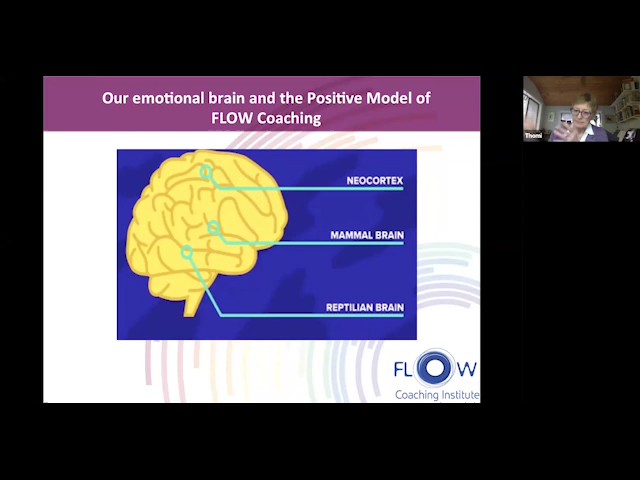 Our emotional brain and the Positive Model of
FLOW Coaching
NEOCORTEX
MAMMAL BRAIN
REPTILIAN BRAIN
FLOW
Coaching Institute
Thomi